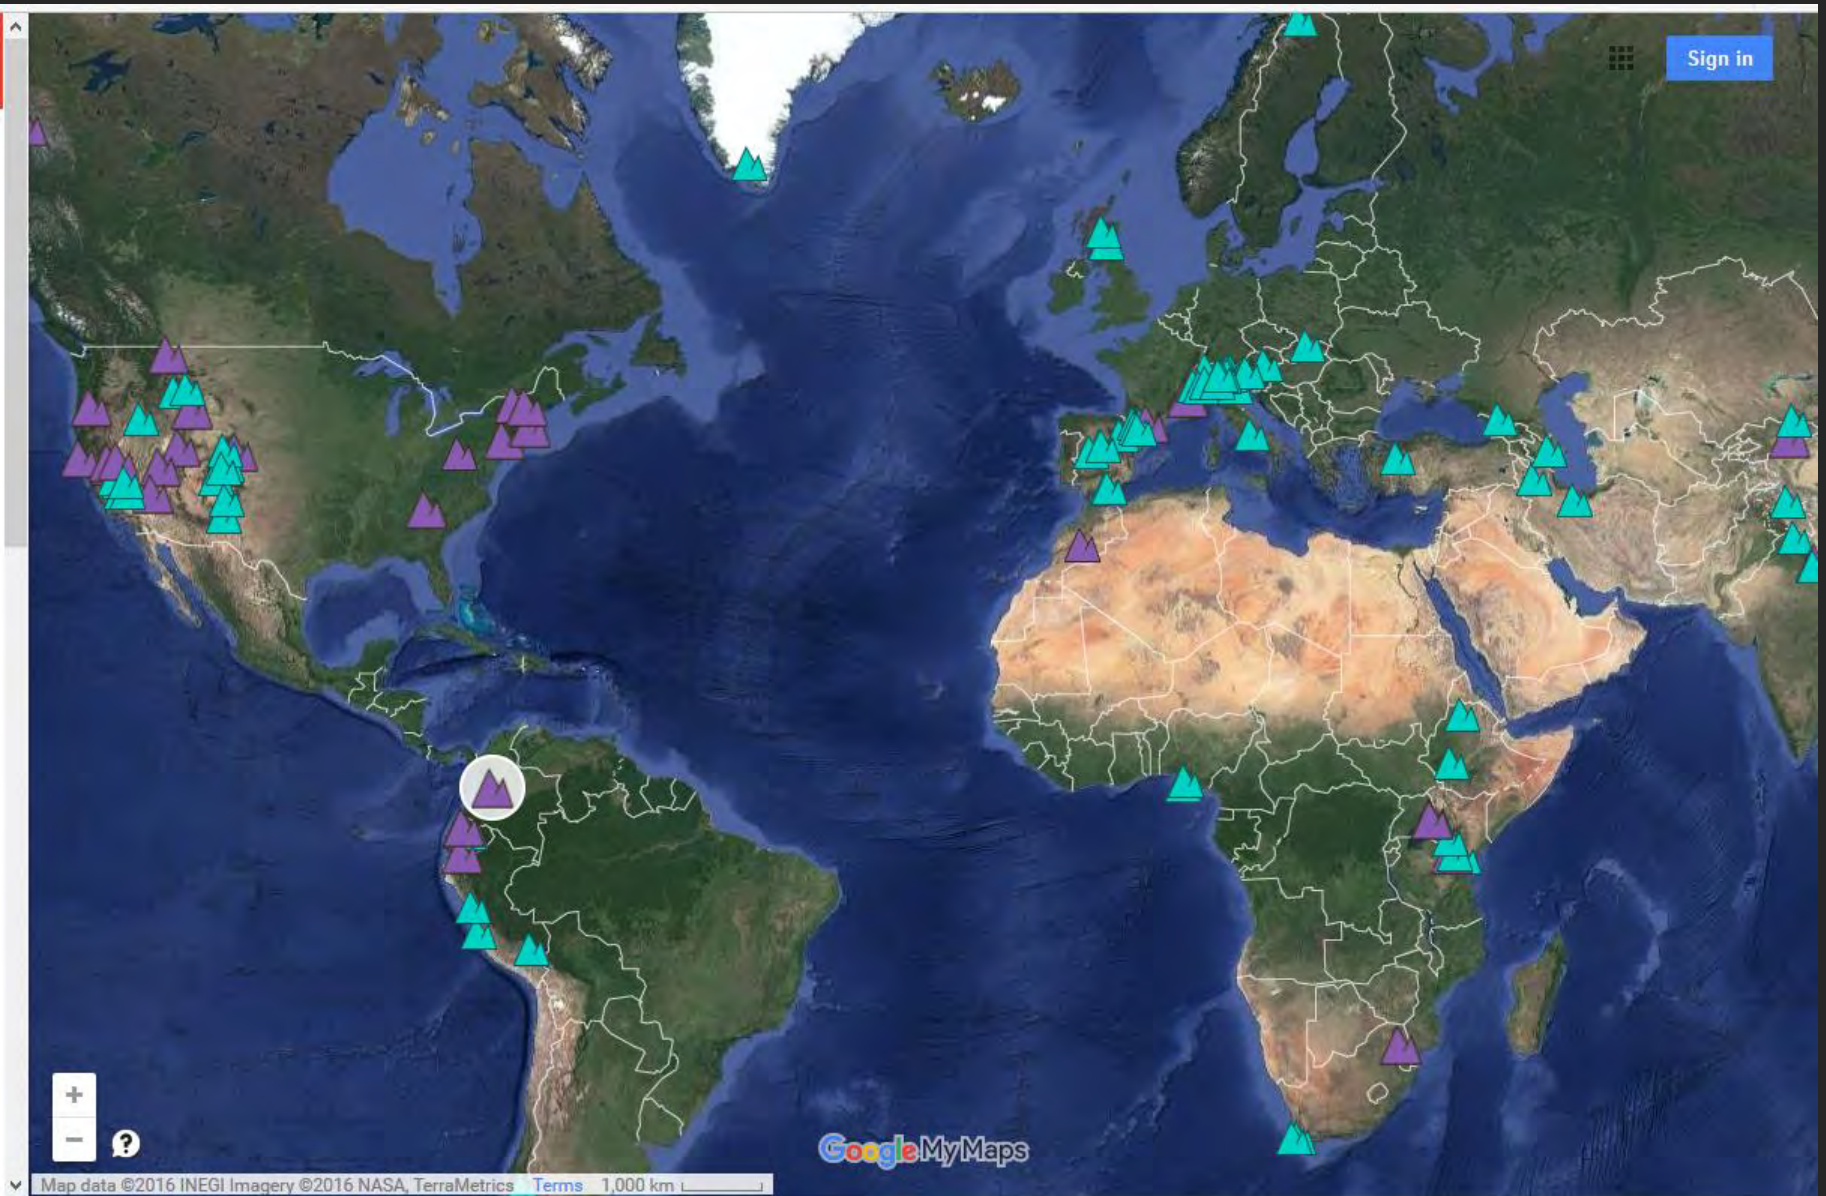 Sign in
+
−
?
Google My Maps
Map data ©2016 INEGI Imagery ©2016 NASA, TerraMetrics Terms 1,000 km